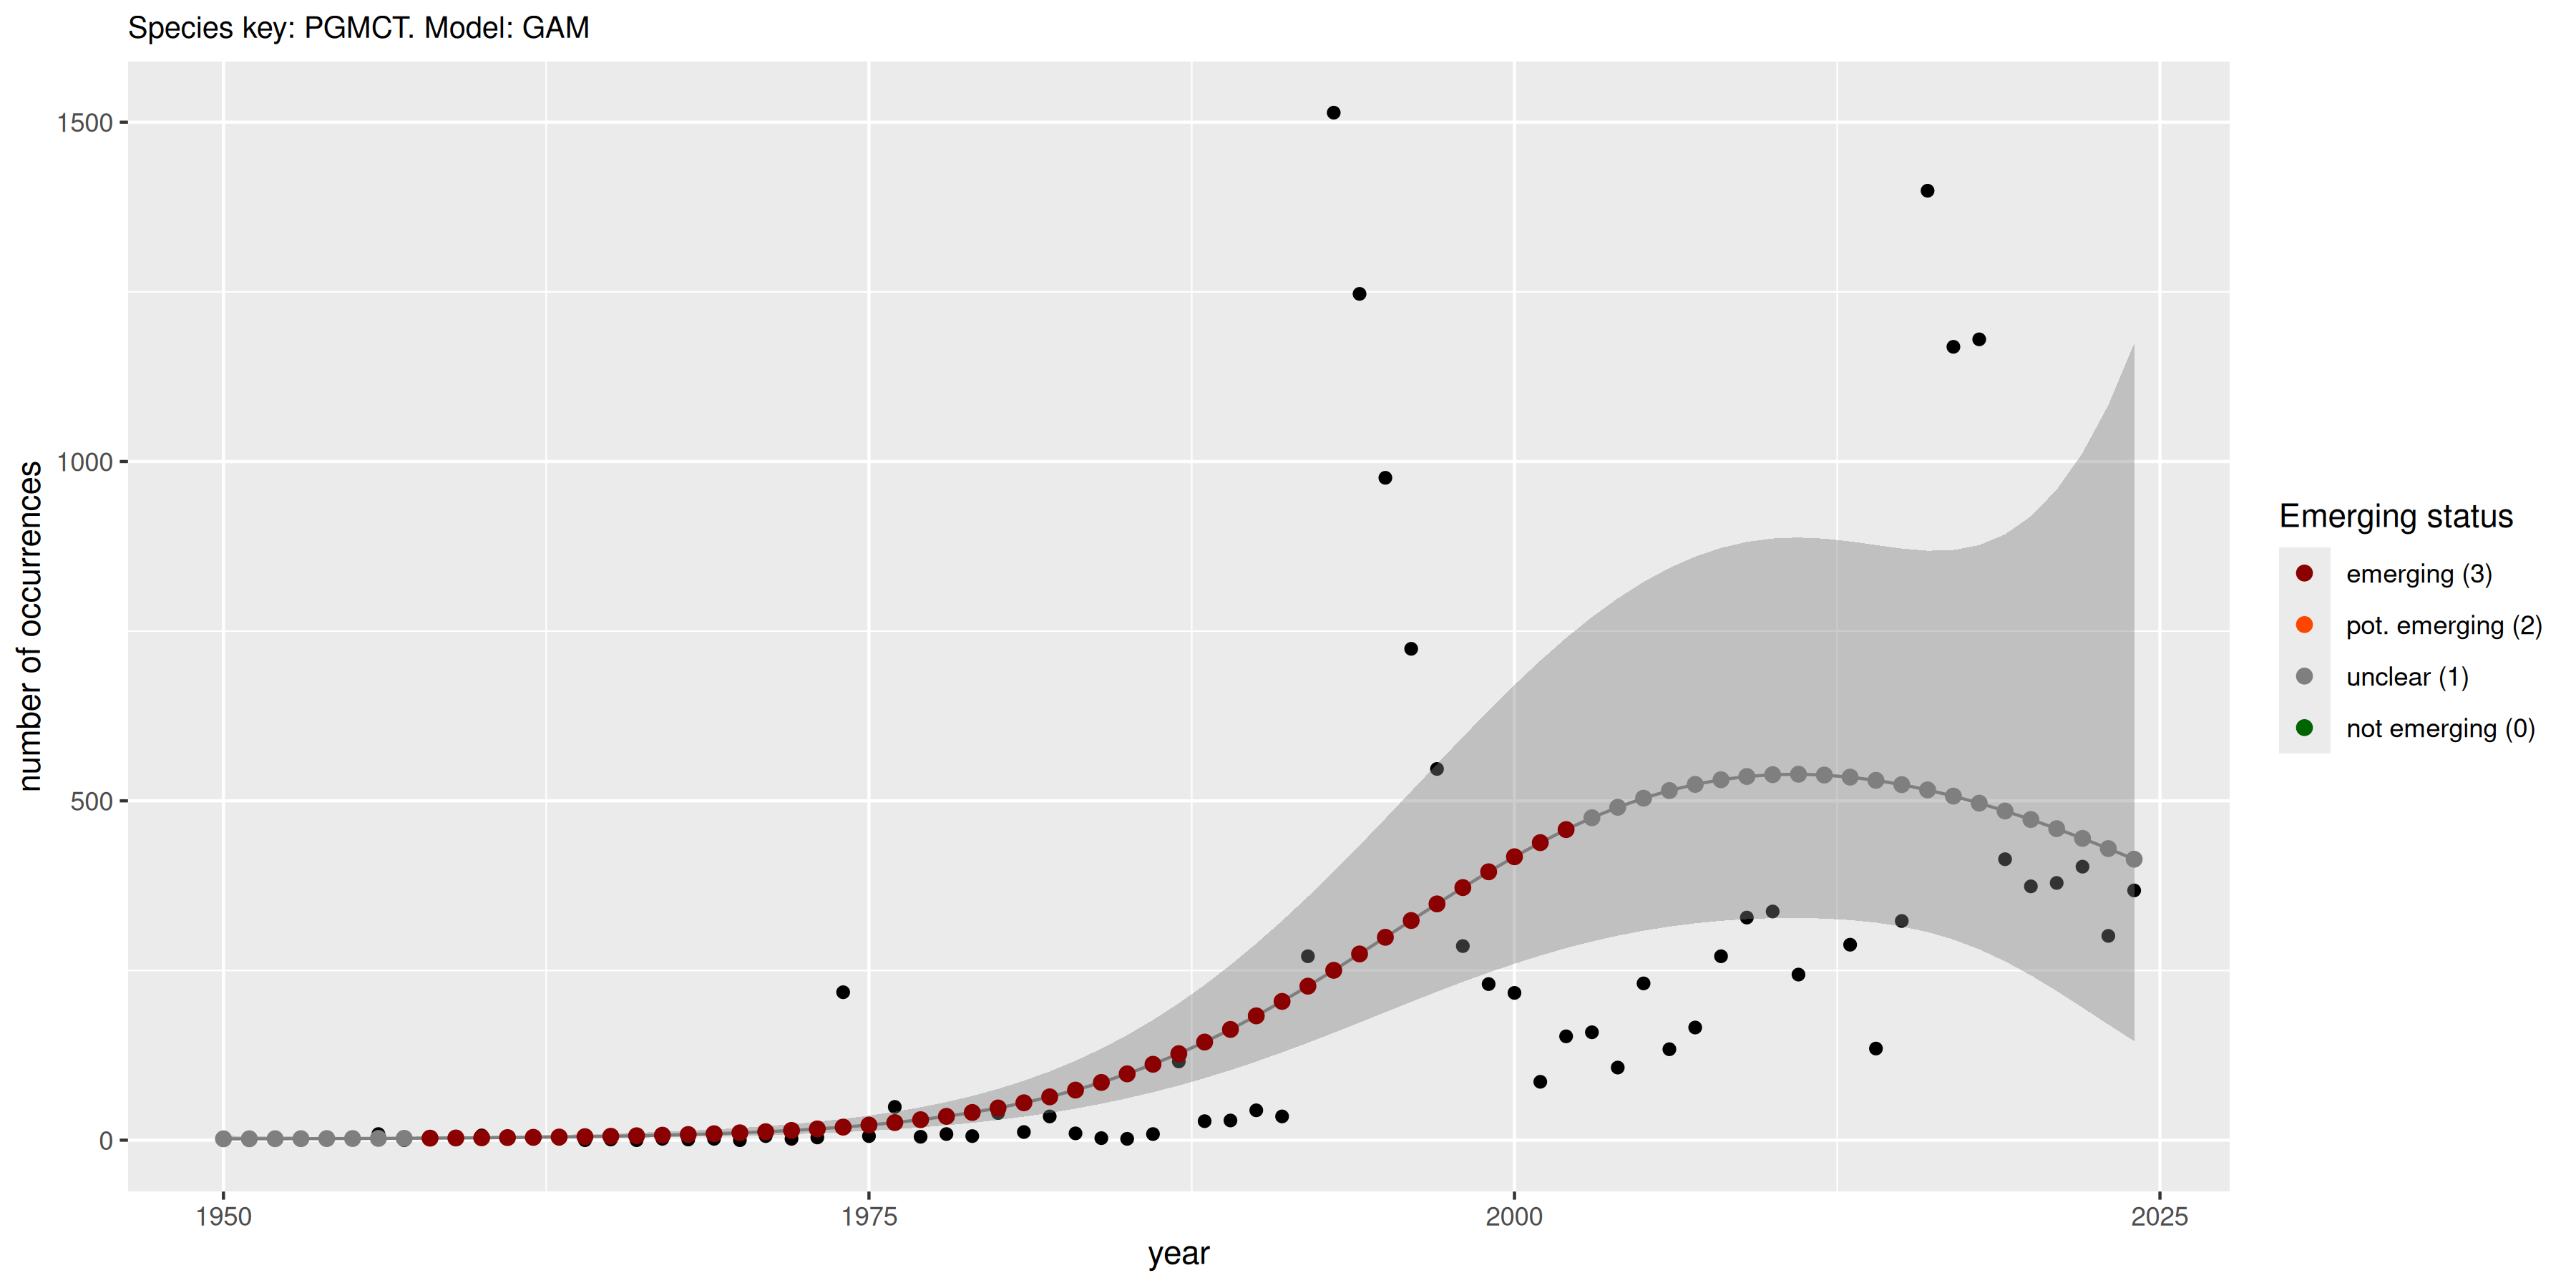 Species key: PGMCT. Model: GAM
1500
1000
500
0
number of occurrences
1950
1975
2000
2025
year
Emerging status
emerging (3)
pot. emerging (2)
unclear (1)
not emerging (0)